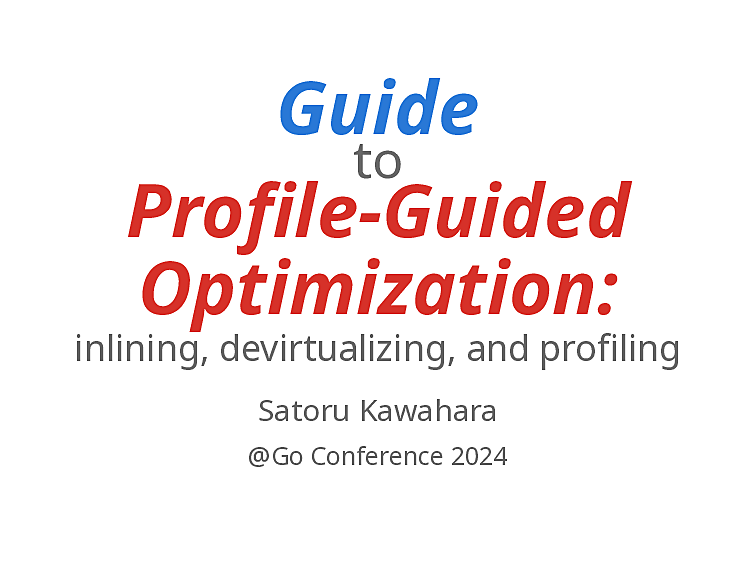 Guide
to
Profile-Guided
Optimization:
inlining, devirtualizing, and profiling
Satoru Kawahara
@Go Conference 2024